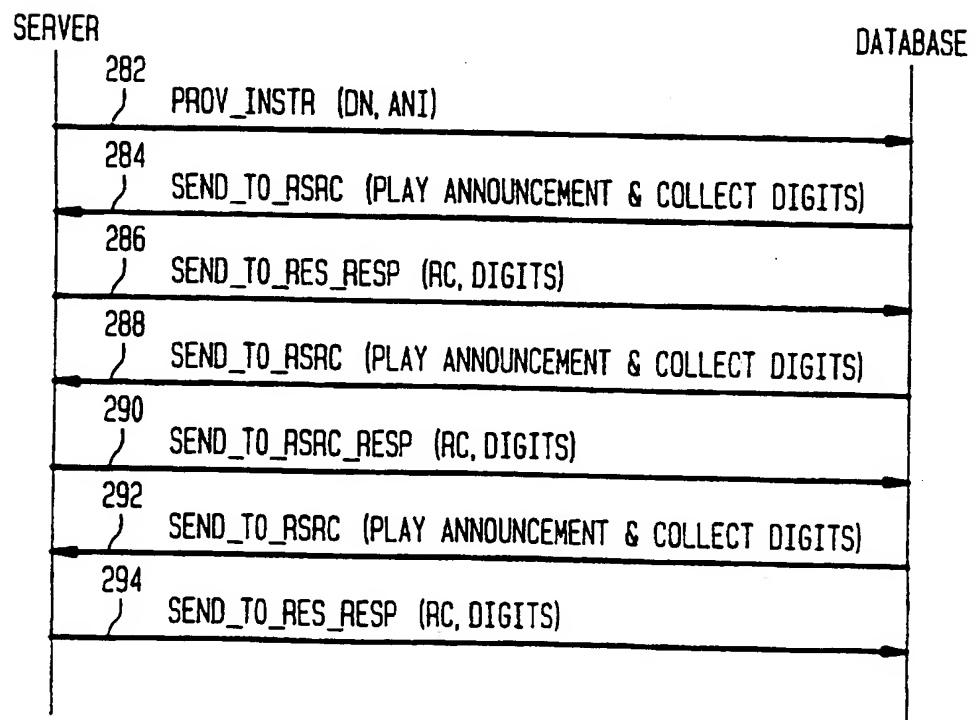 SERVER
DATABASE
282
PROV_INSTR (DN, ANI)
284
SEND_TO_RSRC (PLAY ANNOUNCEMENT & COLLECT DIGITS)
286
SEND_TO_RES_RESP (RC, DIGITS)
288
SEND_TO_RSRC (PLAY ANNOUNCEMENT & COLLECT DIGITS)
290
SEND_TO_RSRC_RESP (RC, DIGITS)
292
SEND_TO_RSRC (PLAY ANNOUNCEMENT & COLLECT DIGITS)
294
SEND_TO_RES_RESP (RC, DIGITS)